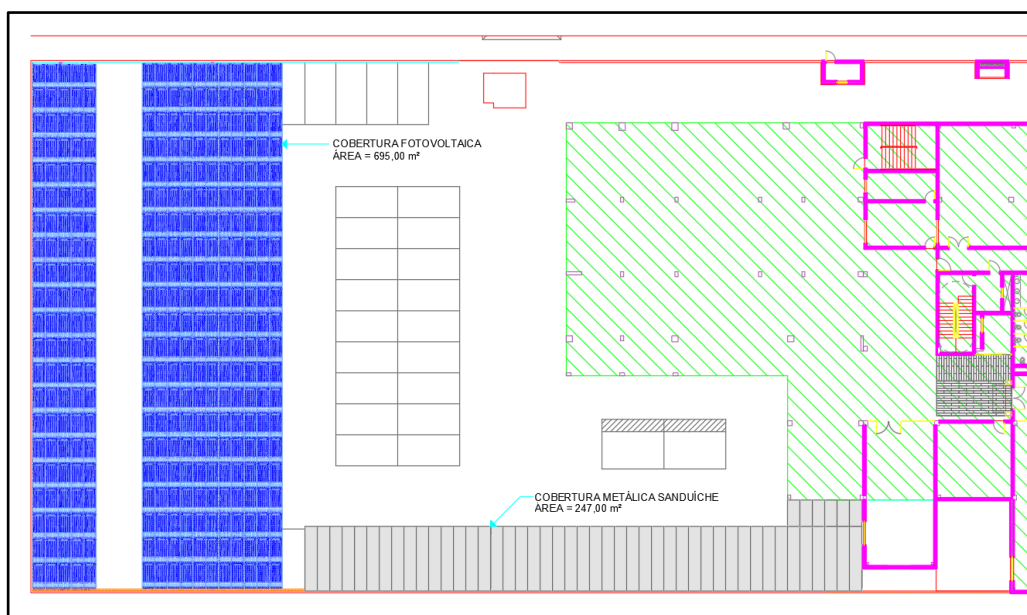 COBERTURA FOTOVOLTAICA
ÁREA = 695,00 m²
COBERTURA METÁLICA SANDUÍCHE
ÁREA = 247,00 m²